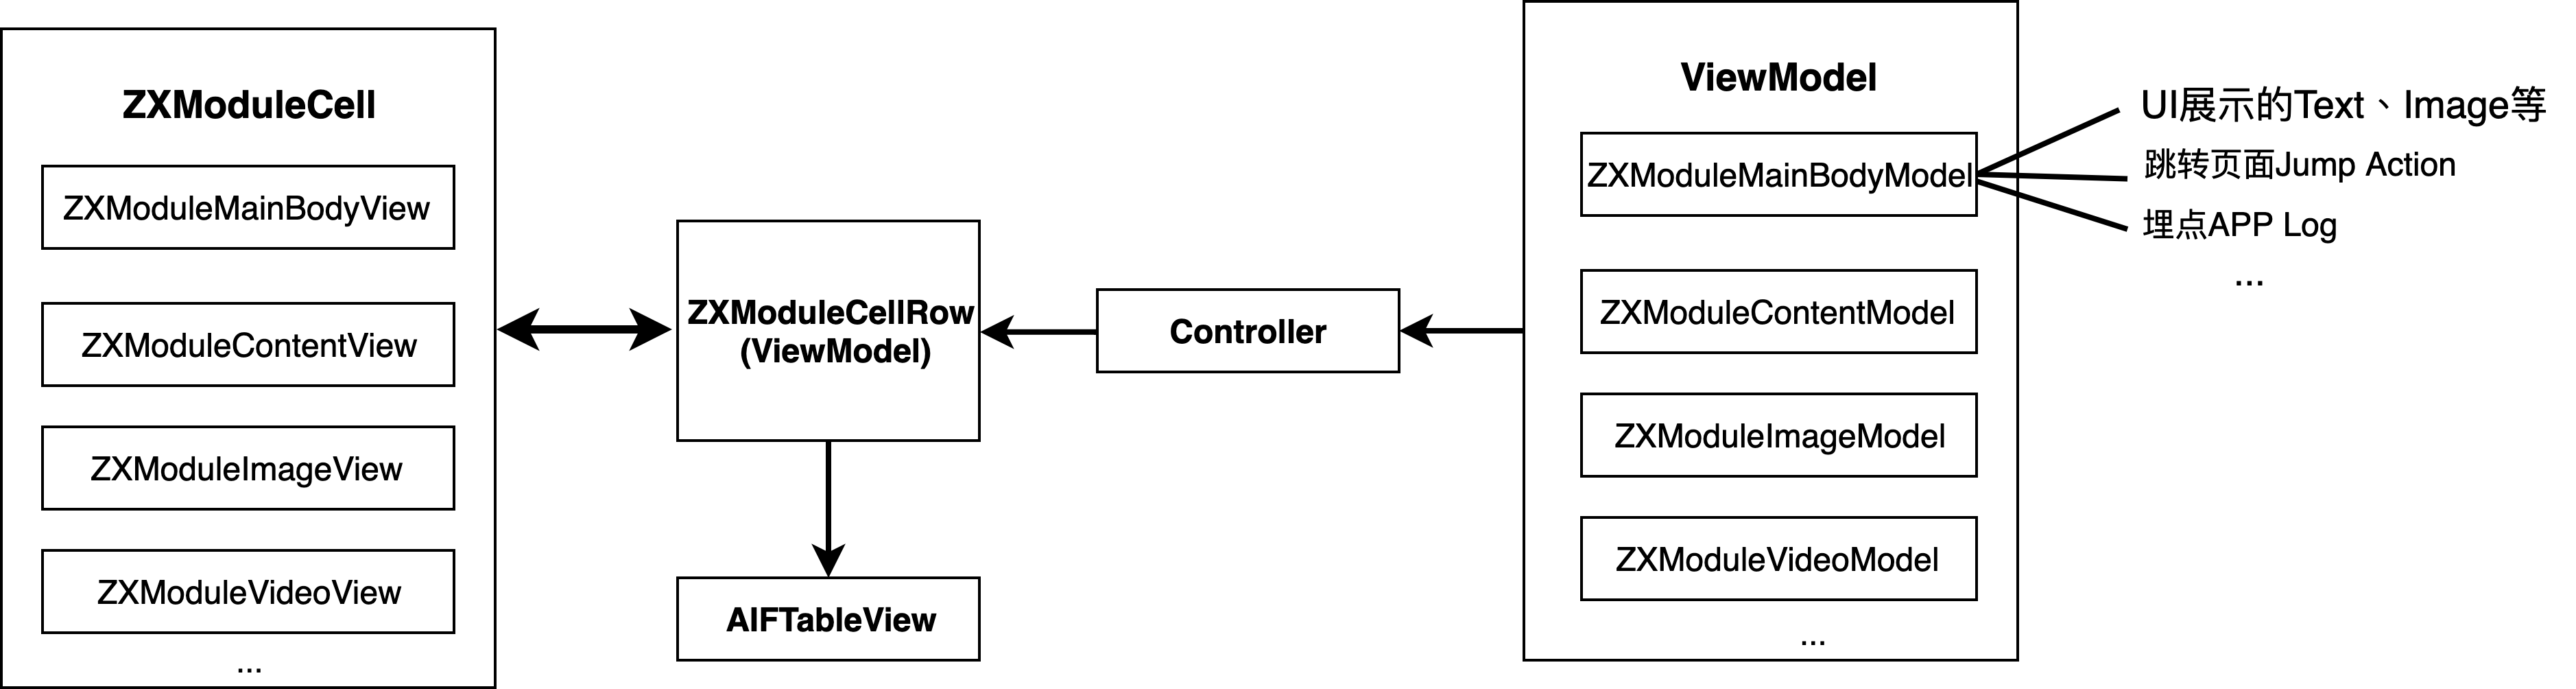 ZXModuleCell
ZXModuleMainBodyView
ZXModuleContentView
ZXModuleImageView
ZXModuleVideoView
...
ZXModuleCellRow
(ViewModel)
AIFTableView
Controller
ViewModel
ZXModuleMainBodyModel
ZXModuleContentModel
ZXModuleImageModel
ZXModuleVideoModel
...
UI展示的Text、Image等
跳转页面Jump Action
埋点APP Log
...